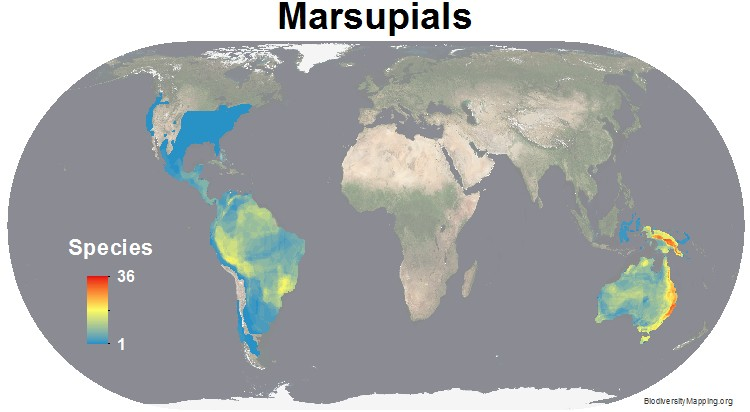 Marsupials
Species
36
1
BiodiversityMapping.org